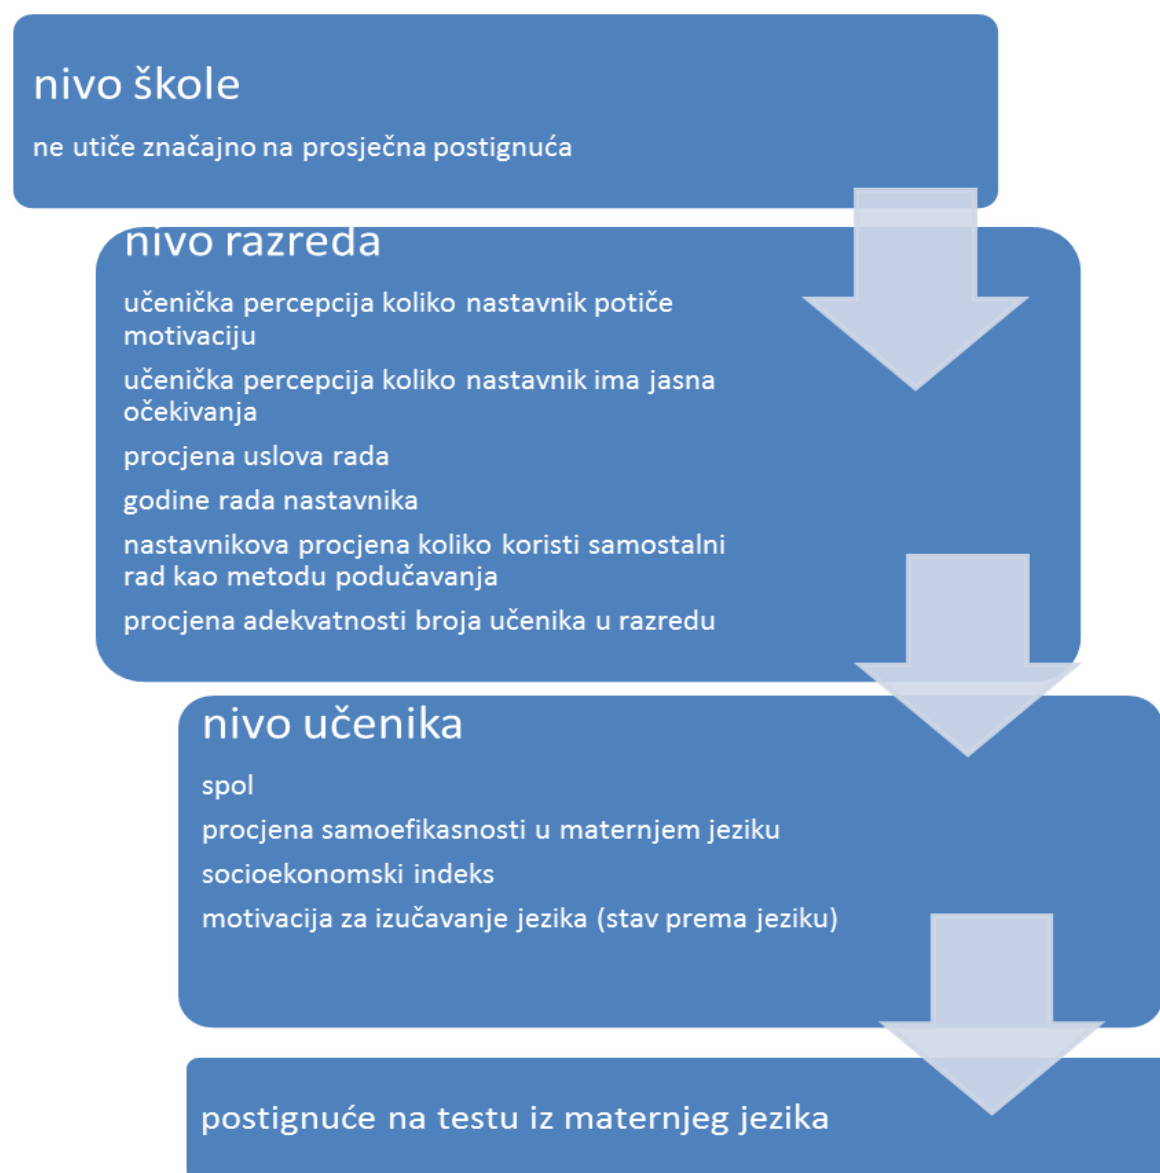 nivo škole
ne utiče značajno na prosječna postignuća
nivo razreda
učenička percepcija koliko nastavnik potiče
motivaciju
učenička percepcija koliko nastavnik ima jasna
očekivanja
procjena uslova rada
godine rada nastavnika
nastavnikova procjena koliko koristi samostalni
rad kao metodu podučavanja
procjena adekvatnosti broja učenika u razredu
nivo učenika
spol
procjena samoefikasnosti u maternjem jeziku
socioekonomski indeks
motivacija za izučavanje jezika (stav prema jeziku)
postignuće na testu iz maternjeg jezika